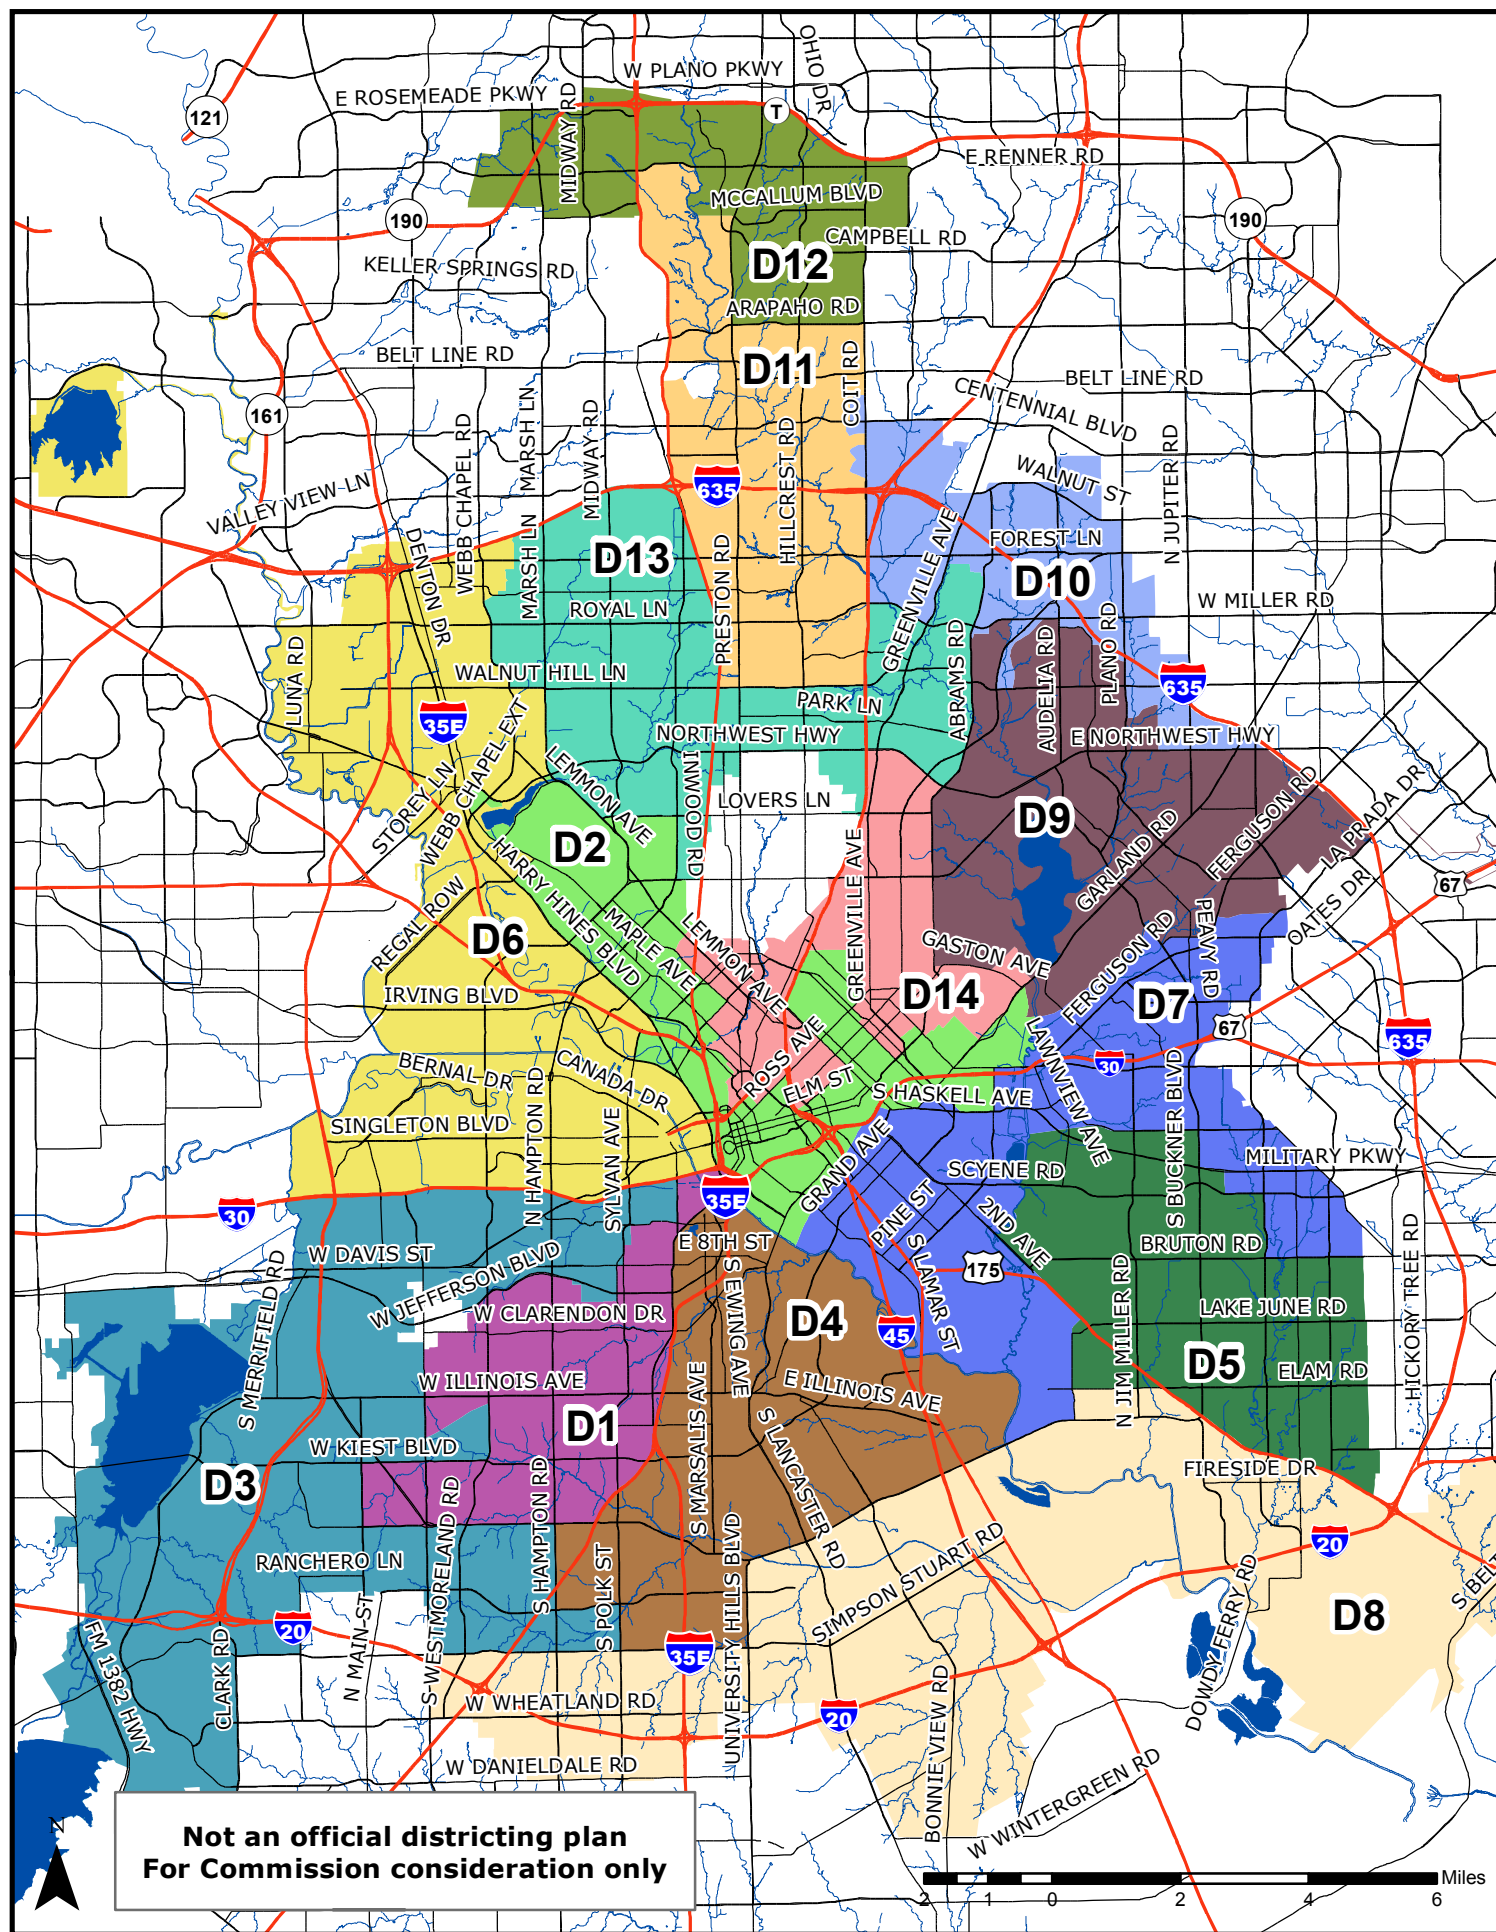 W PLANO PKWY
OHIO DR
E ROSEMEADE PKWY
MIDWAY RD
121
T
E RENNER RD
MCCALLUM BLVD
190
190
CAMPBELL RD
D12
KELLER SPRINGS RD
ARAPAHO RD
BELT LINE RD
D11
COIT RD
BELT LINE RD
CENTENNIAL BLVD
161
WEBB CHAPEL RD
MARSH LN
MIDWAY RD
HILLCREST RD
N JUPITER RD
WALNUT ST
VALLEY VIEW LN
635
DENTON DR
MARSH LN
D13
PRESTON RD
GREENVILLE AVE
FOREST LN
D10
ROYAL LN
W MILLER RD
LUNA RD
WALNUT HILL LN
ABRAMS RD
AUDELIA RD
PLANO RD
635
35E
PARK LN
WEBB CHAPEL EXT
NORTHWEST HWY
E NORTHWEST HWY
STOREY LN
LEMMON AVE
INWOOD RD
LOVERS LN
D9
FERGUSON RD
LA PRADA DR
D2
HARRY HINES BLVD
GREENVILLE AVE
GARLAND RD
67
REGAL ROW
D6
MAPLE AVE
LEMMON AVE
GASTON AVE
FERGUSON RD
PEAVY RD
OATES DR
IRVING BLVD
D14
D7
67
635
BERNAL DR
CANADA DR
ROSS AVE
ELM ST
LAWNVIEW AVE
30
S HASKELL AVE
S BUCKNER BLVD
SINGLETON BLVD
N HAMPTON RD
SYLVAN AVE
GRAND AVE
SCYENE RD
MILITARY PKWY
30
35E
PINE ST
2ND AVE
W DAVIS ST
E 8TH ST
BRUTON RD
HICKORY TREE RD
S MERRIFIELD RD
W JEFFERSON BLVD
S EWING AVE
S LAMAR ST
175
N JIM MILLER RD
W CLARENDON DR
D4
45
LAKE JUNE RD
D5
W ILLINOIS AVE
E ILLINOIS AVE
ELAM RD
S MARSALIS AVE
D1
S LANCASTER RD
W KIEST BLVD
D3
FIRESIDE DR
S WESTMORELAND RD
S HAMPTON RD
UNIVERSITY HILLS BLVD
20
RANCHERO LN
S POLK ST
SIMPSON STUART RD
DOWDY FERRY RD
S BELT
D8
FM 1382 HWY
CLARK RD
20
N MAIN ST
35E
W WHEATLAND RD
20
BONNIE VIEW RD
W DANIELDALE RD
W WINTERGREEN RD
N
Not an official districting plan
For Commission consideration only
Miles
2 1 0 2 4 6